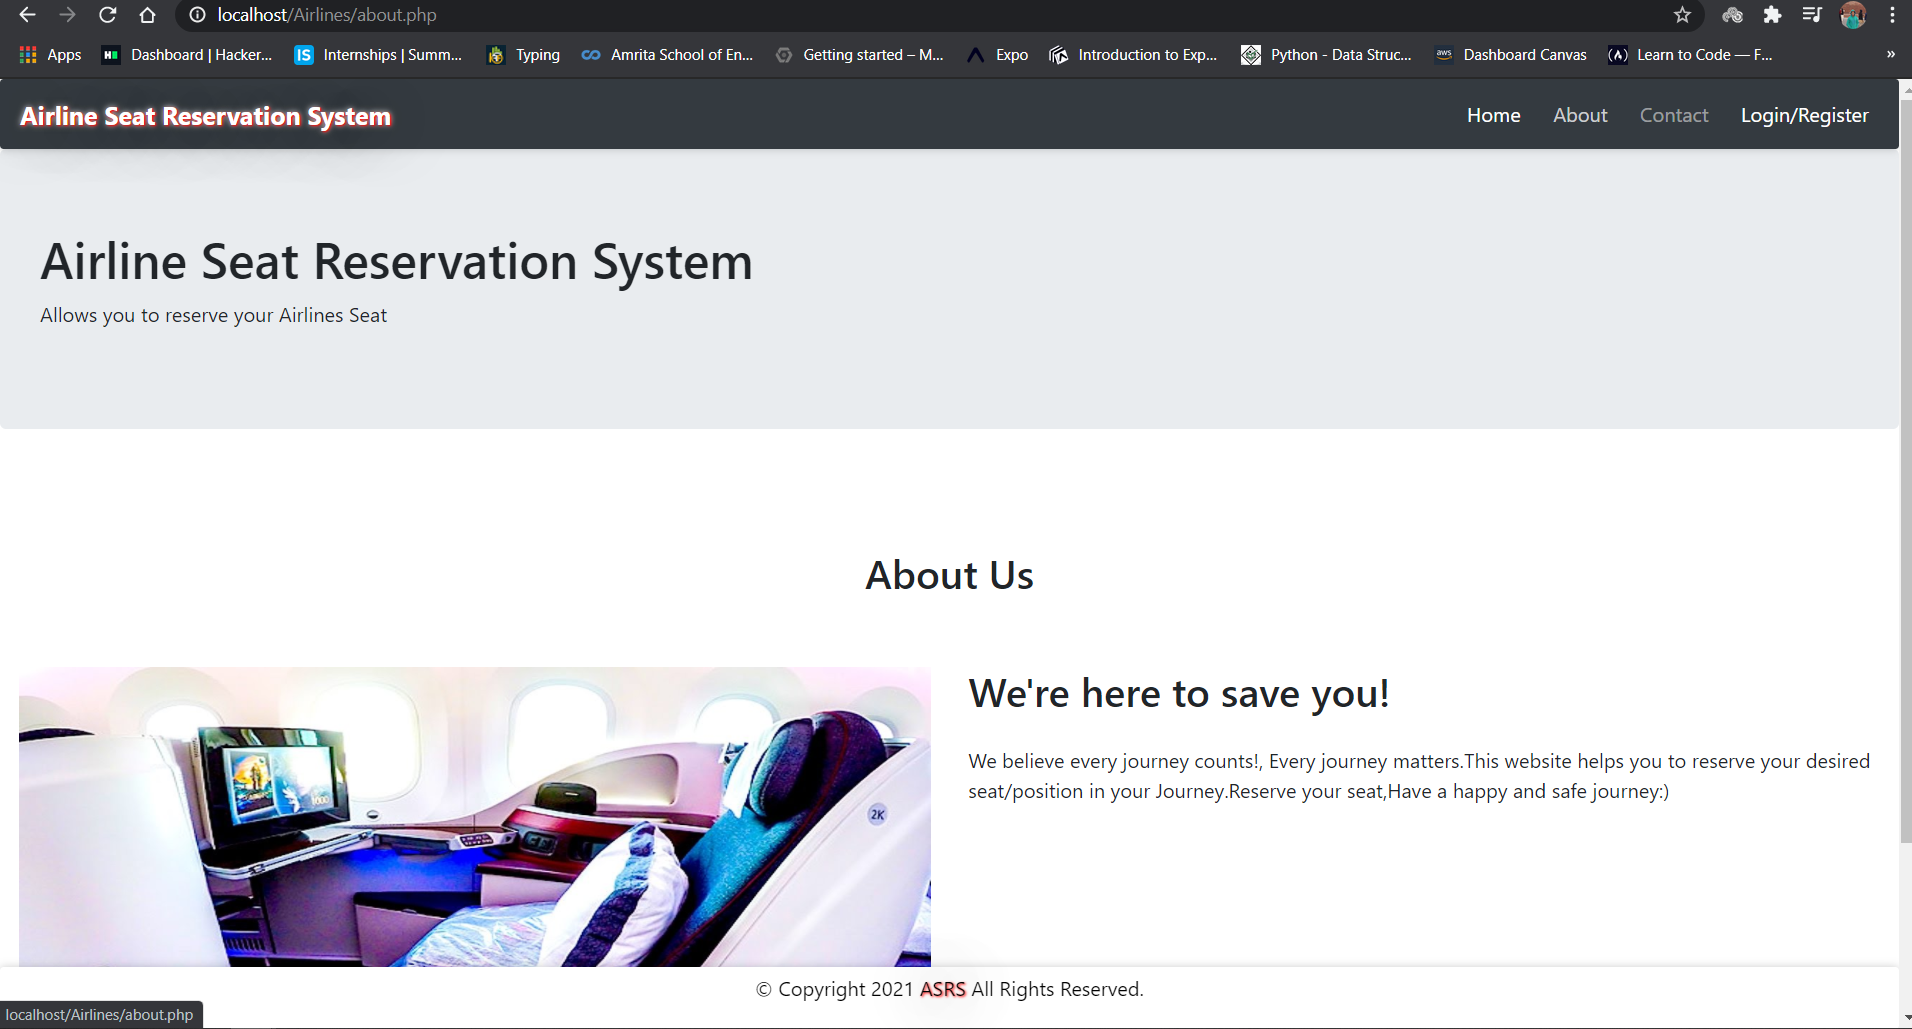 localhost/Airlines/about.php
Apps Dashboard | Hacker... Internships | Summ... Typing Amrita School of En... Getting started – M... Expo Introduction to Exp... Python - Data Struc... aws Dashboard Canvas Learn to Code — F... »
Airline Seat Reservation System Home About Contact Login/Register
Airline Seat Reservation System
Allows you to reserve your Airlines Seat
About Us
We're here to save you!
We believe every journey counts!, Every journey matters.This website helps you to reserve your desired
seat/position in your Journey.Reserve your seat,Have a happy and safe journey:)
2K
© Copyright 2021 ASRS All Rights Reserved.
localhost/Airlines/about.php